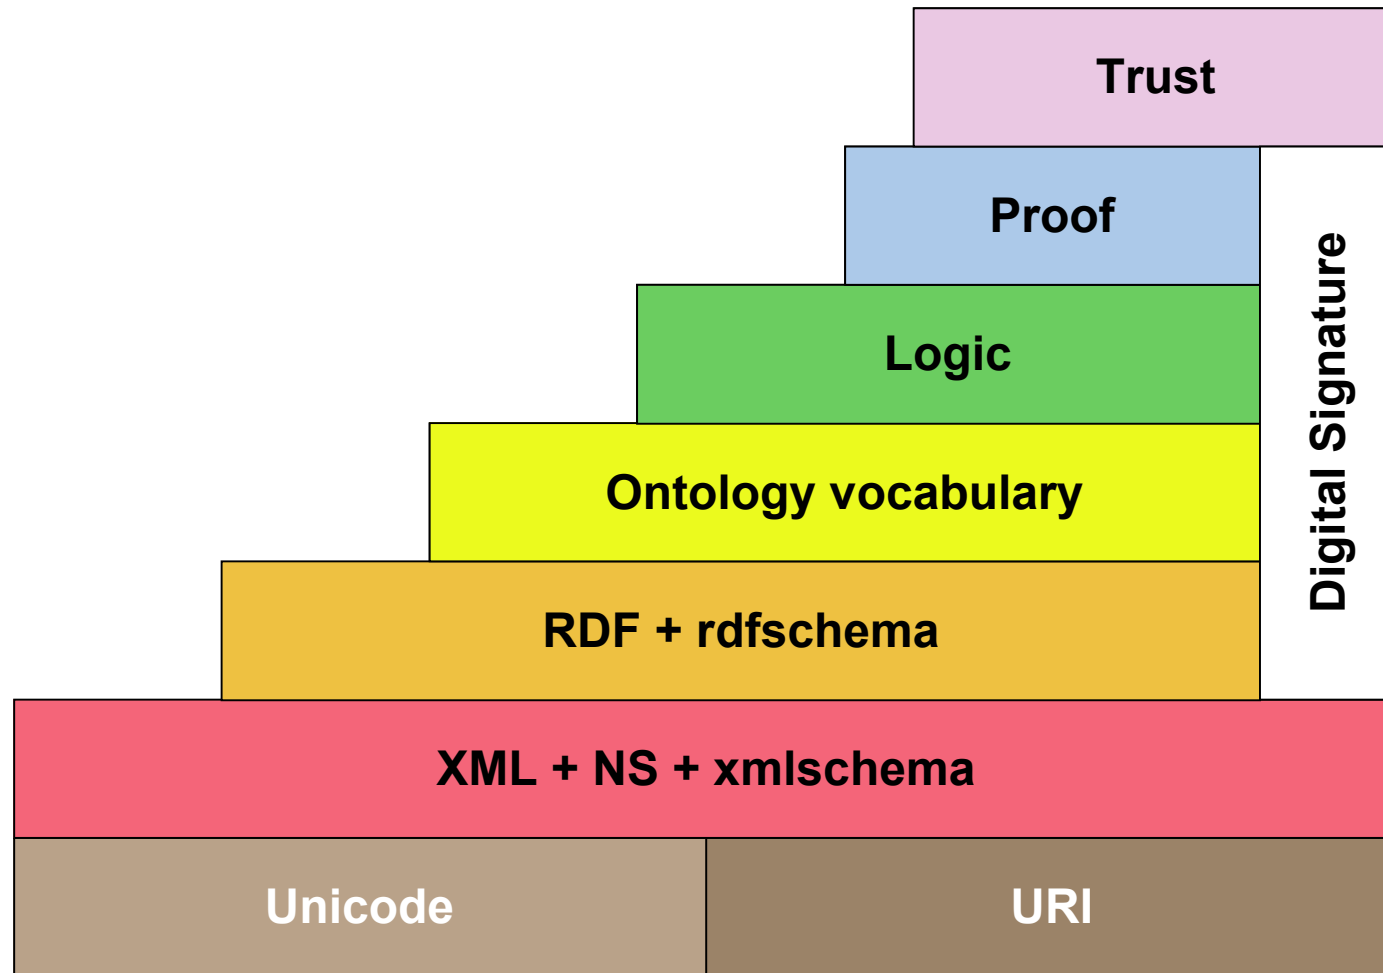 Trust
Proof
Digital Signature
Logic
Ontology vocabulary
RDF + rdfschema
XML + NS + xmlschema
Unicode
URI